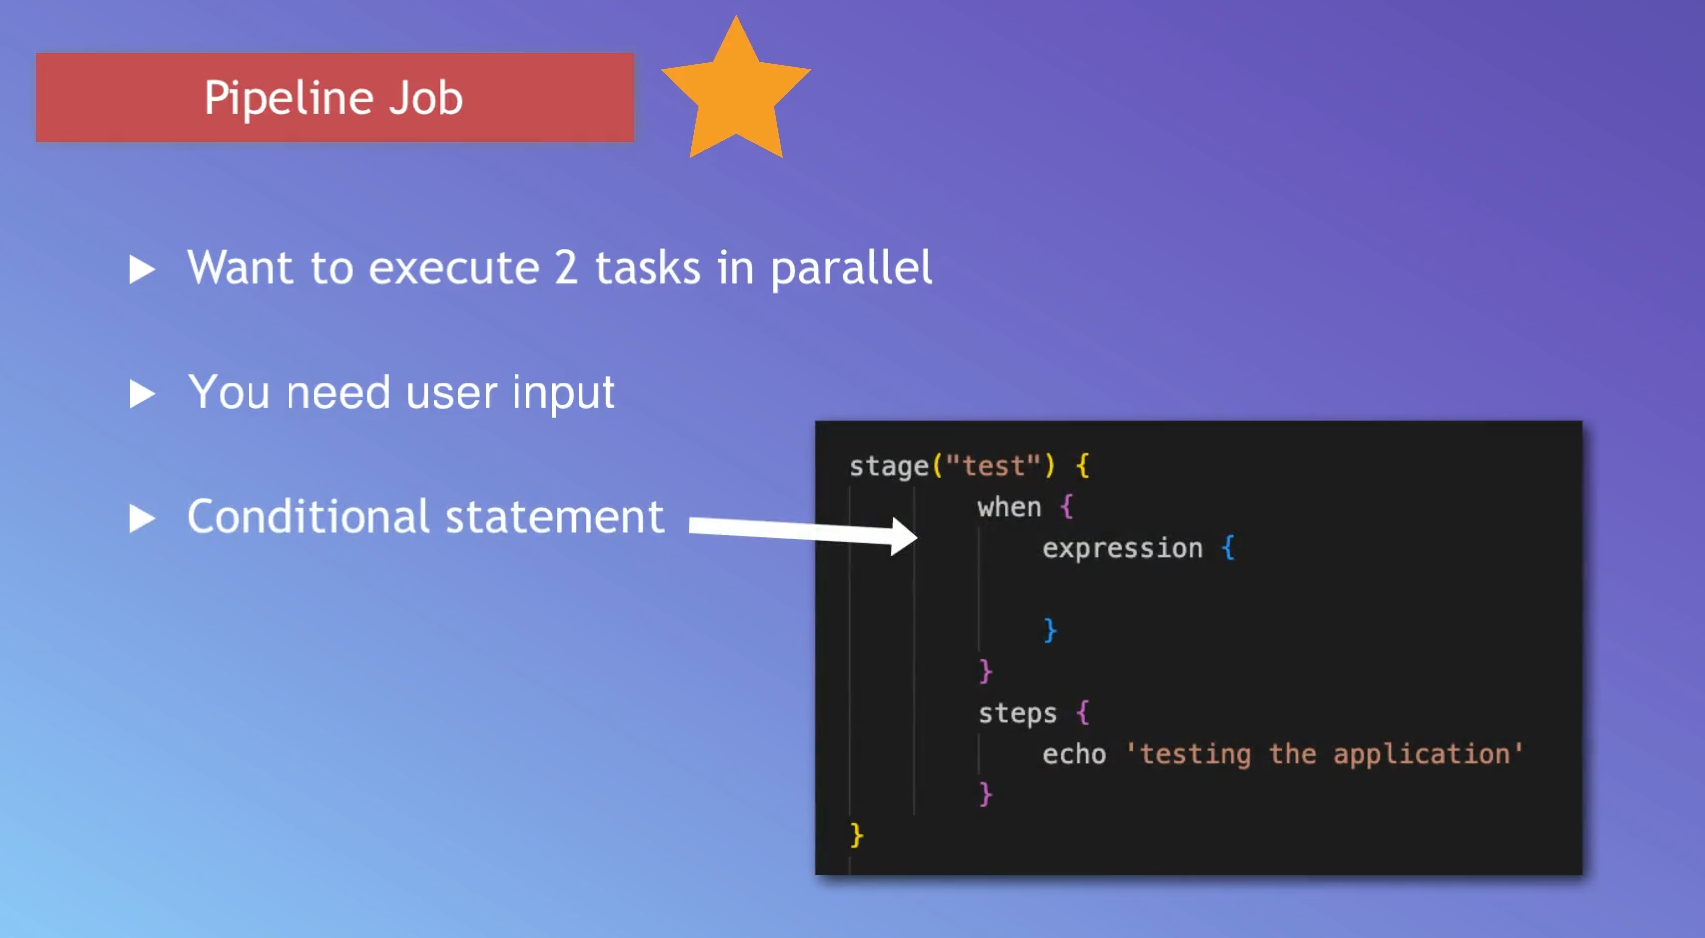 Pipeline Job
Want to execute 2 tasks in parallel
You need user input
Conditional statement
stage("test") {
when {
expression {
}
}
steps {
echo 'testing the application'
}
}